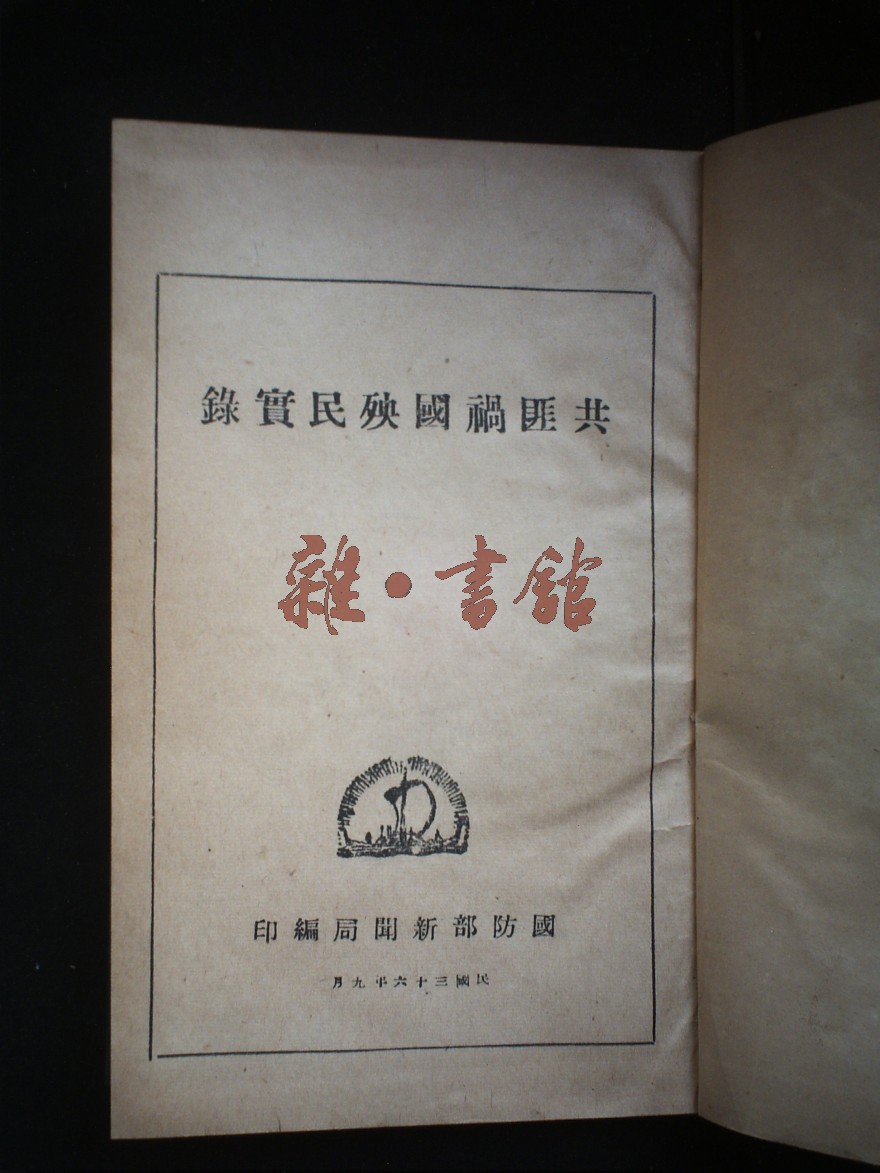 共匪禍國殃民實錄
雜·書館
國防部新聞局編印
民國三十六年九月